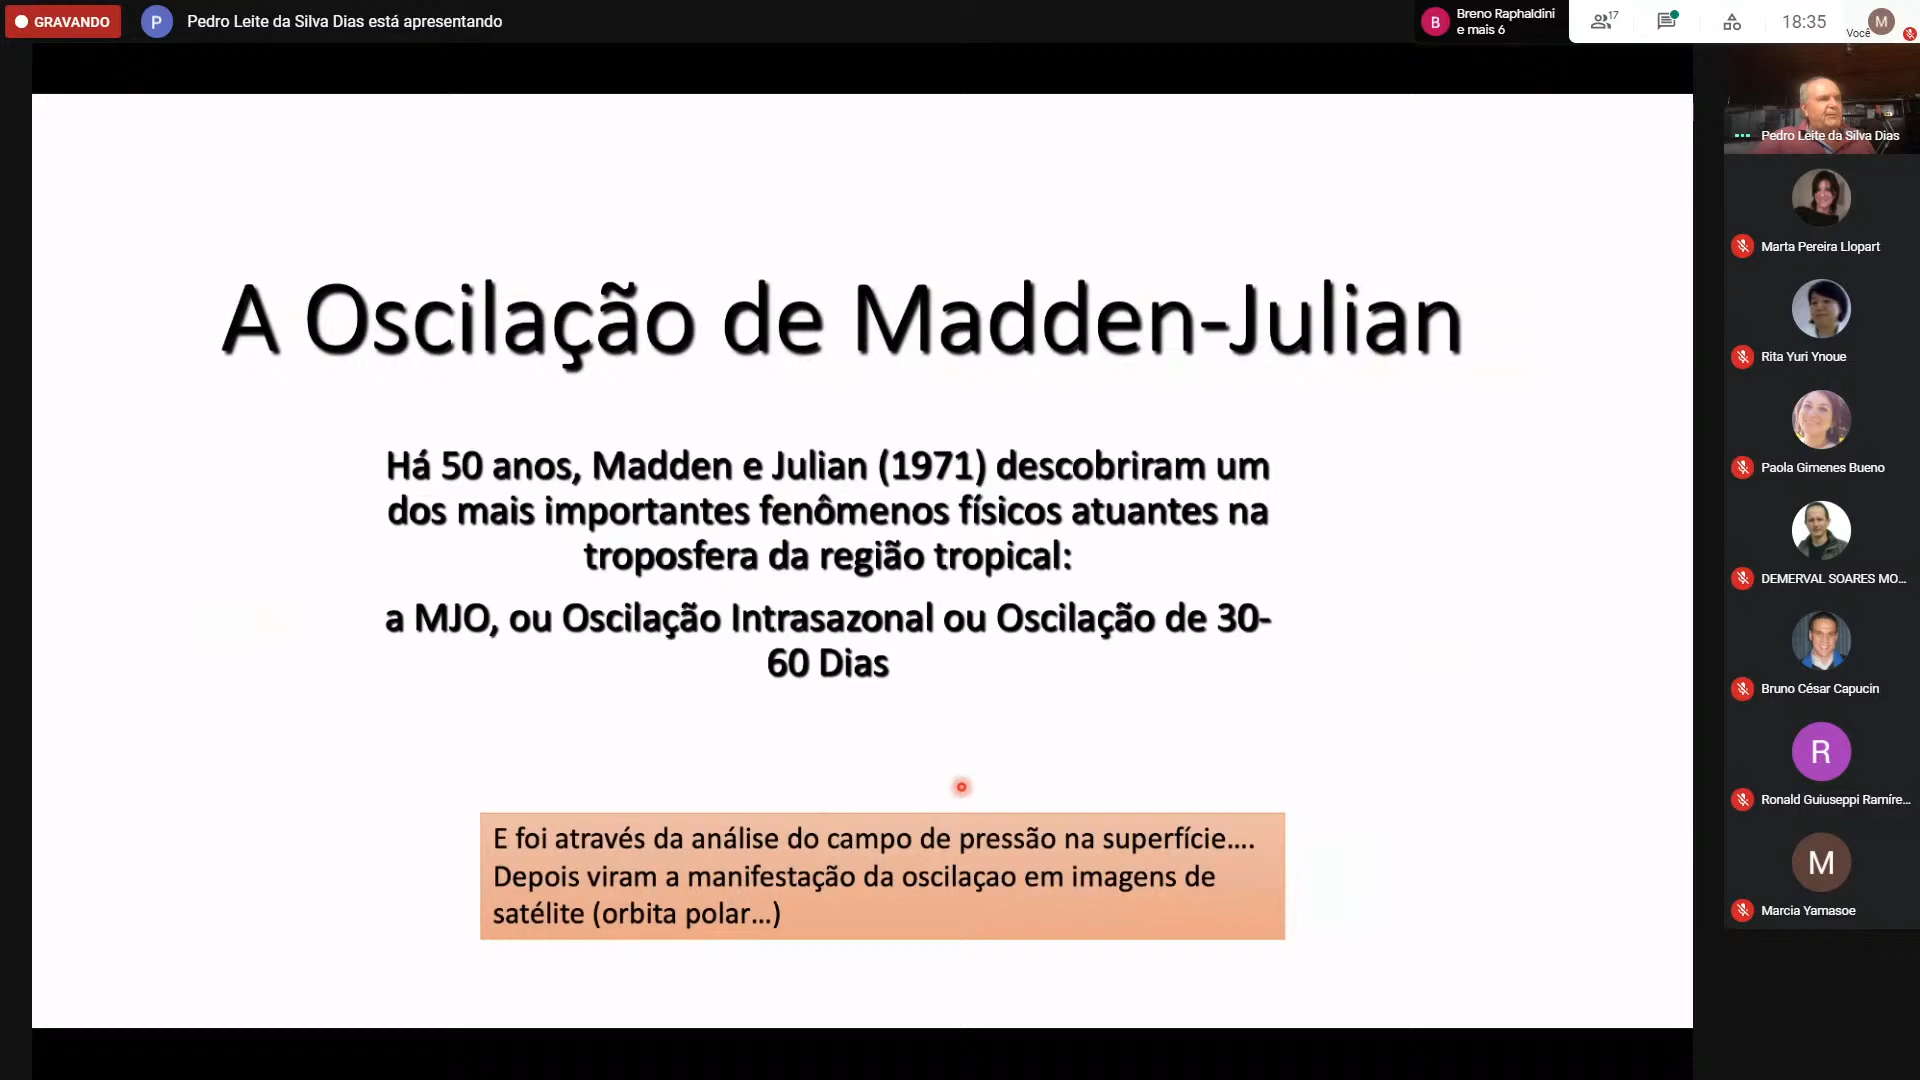 GRAVANDO
P
Pedro Leite da Silva Dias está apresentando
B
Breno Raphaldini
e mais 6
17
18:35
Você
M
A Oscilação de Madden-Julian
Há 50 anos, Madden e Julian (1971) descobriram um
dos mais importantes fenômenos físicos atuantes na
troposfera da região tropical:
a MJO, ou Oscilação Intrasazonal ou Oscilação de 30-
60 Dias
E foi através da análise do campo de pressão na superfície....
Depois viram a manifestação da oscilaçao em imagens de
satélite (orbita polar...)
Pedro Leite da Silva Dias
Marta Pereira Llopart
Rita Yuri Ynoue
Paola Gimenes Bueno
DEMERVAL SOARES MO...
Bruno César Capucin
R
Ronald Guiuseppi Ramíre...
M
Marcia Yamasoe